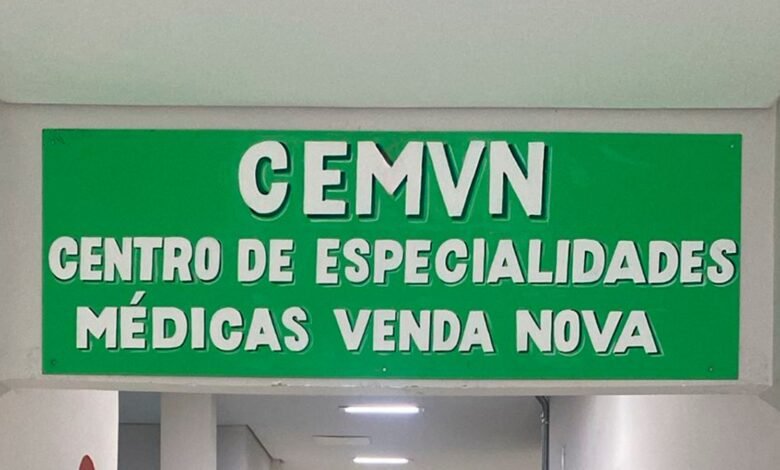 CEMVN
CENTRO DE ESPECIALIDADES
MÉDICAS VENDA NOVA